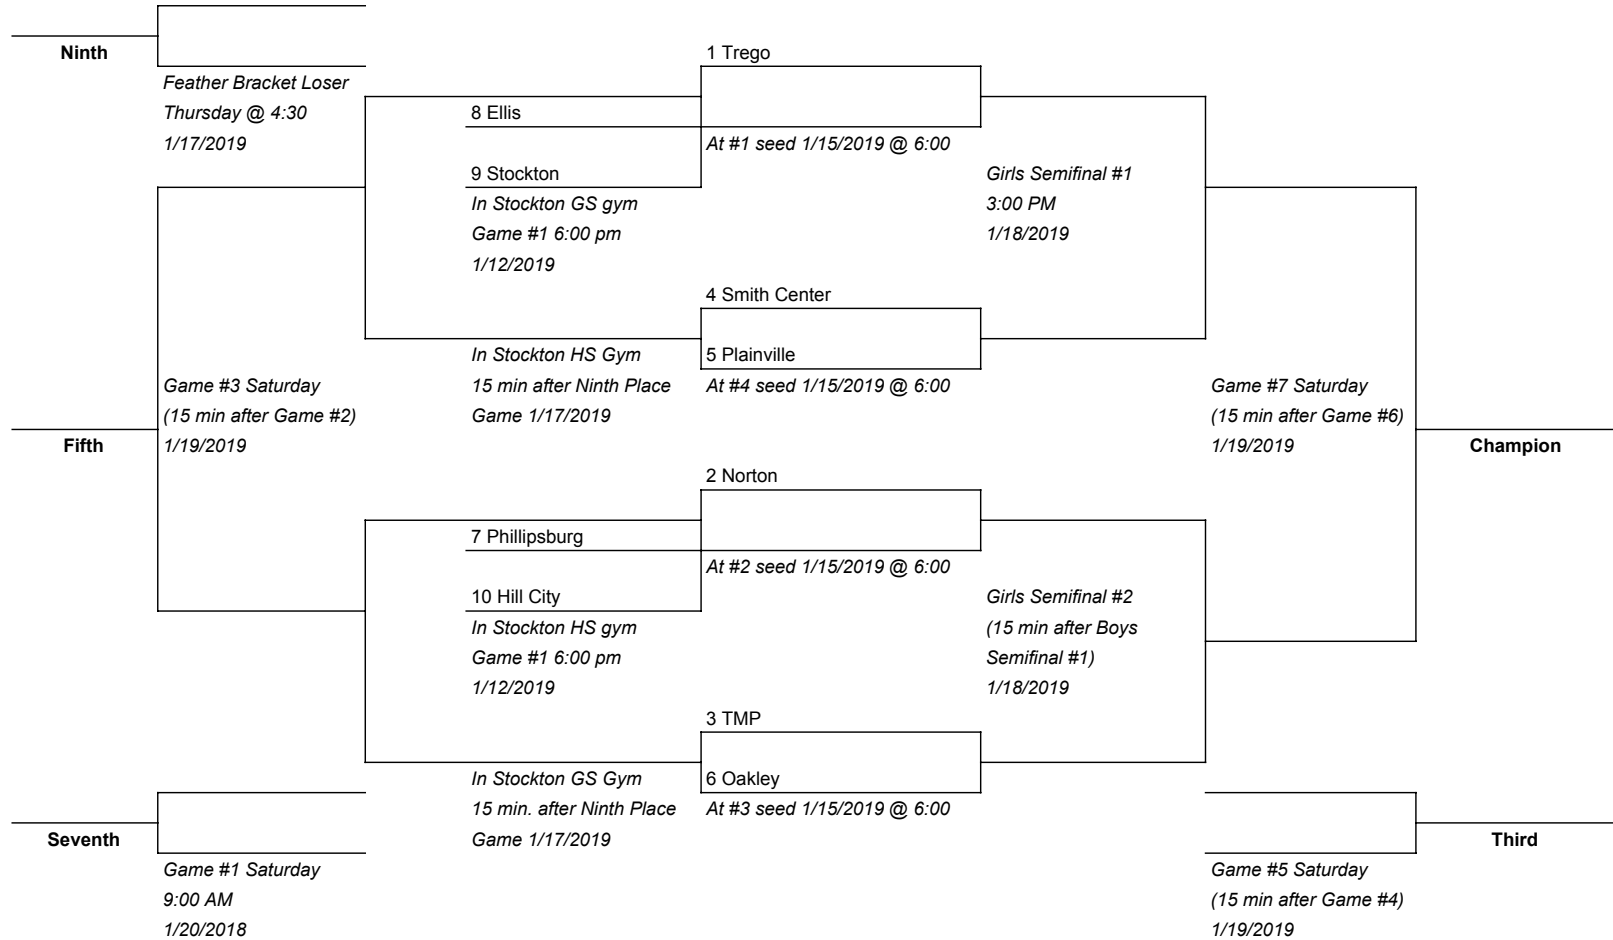 Ninth
Feather Bracket Loser
Thursday @ 4:30
1/17/2019
1 Trego
8 Ellis
At #1 seed 1/15/2019 @ 6:00
9 Stockton
In Stockton GS gym
Game #1 6:00 pm
1/12/2019
Girls Semifinal #1
3:00 PM
1/18/2019
4 Smith Center
In Stockton HS Gym
15 min after Ninth Place
Game 1/17/2019
5 Plainville
At #4 seed 1/15/2019 @ 6:00
Game #3 Saturday
(15 min after Game #2)
1/19/2019
Fifth
Game #7 Saturday
(15 min after Game #6)
1/19/2019
Champion
2 Norton
7 Phillipsburg
At #2 seed 1/15/2019 @ 6:00
10 Hill City
In Stockton HS gym
Game #1 6:00 pm
1/12/2019
Girls Semifinal #2
(15 min after Boys
Semifinal #1)
1/18/2019
3 TMP
In Stockton GS Gym
15 min. after Ninth Place
Game 1/17/2019
6 Oakley
At #3 seed 1/15/2019 @ 6:00
Seventh
Game #1 Saturday
9:00 AM
1/20/2018
Third
Game #5 Saturday
(15 min after Game #4)
1/19/2019